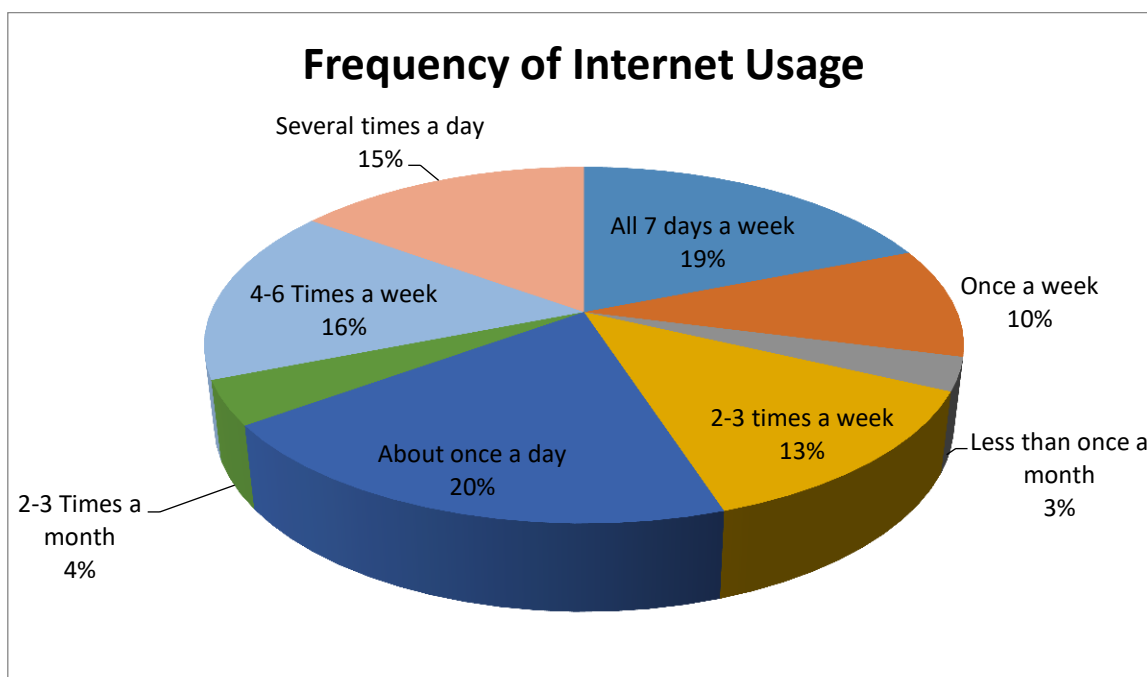 Frequency of Internet Usage
Several times a day
15%
All 7 days a week
19%
Once a week
10%
4-6 Times a week
16%
2-3 times a week
13%
Less than once a
month
3%
About once a day
20%
2-3 Times a
month
4%